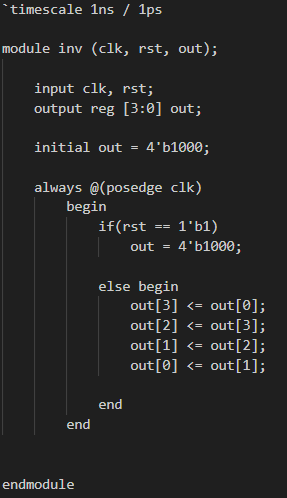 `timescale 1ns / 1ps
module inv (clk, rst, out);
input clk, rst;
output reg [3:0] out;
initial out = 4'b1000;
always @(posedge clk)
begin
if(rst == 1'b1)
out = 4'b1000;
else begin
out[3] <= out[0];
out[2] <= out[3];
out[1] <= out[2];
out[0] <= out[1];
end
end
endmodule